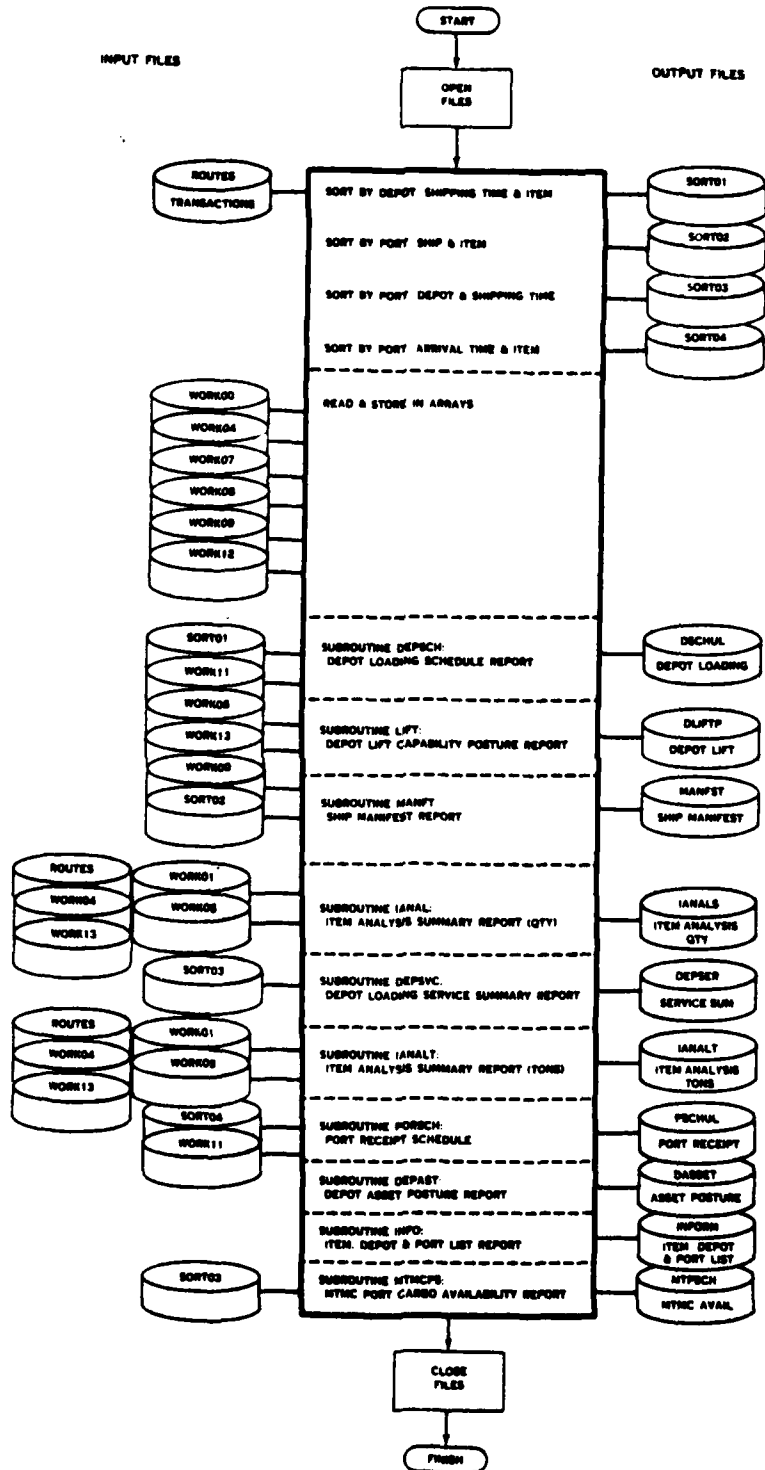 START
INPUT FILES
OUTPUT FILES
OPEN
FILES
ROUTES
TRANSACTIONS
SORT BY DEPOT SHIPPING TIME & ITEM
SORT01
SORT BY PORT SHIP & ITEM
SORT02
SORT BY PORT DEPOT & SHIPPING TIME
SORT03
SORT BY PORT ARRIVAL TIME & ITEM
SORT04
WORK00
READ & STORE IN ARRAYS
WORK04
WORK07
WORK08
WORK09
WORK12
SORT01
SUBROUTINE DEPSCH:
DEPOT LOADING SCHEDULE REPORT
DSCHUL
DEPOT LOADING
WORK11
SUBROUTINE LIFT:
DEPOT LIFT CAPABILITY POSTURE REPORT
DLIFTP
DEPOT LIFT
WORK13
SORT02
SUBROUTINE MANFT
SHIP MANIFEST REPORT
MANFST
SHIP MANIFEST
ROUTES
WORK01
WORK04
WORK13
SUBROUTINE IANAL:
ITEM ANALYSIS SUMMARY REPORT (QTY)
IANALS
ITEM ANALYSIS
QTY
SORT03
SUBROUTINE DEPSVC.
DEPOT LOADING SERVICE SUMMARY REPORT
DEPSER
SERVICE SUM
ROUTES
WORK01
WORK04
WORK13
SUBROUTINE IANALT:
ITEM ANALYSIS SUMMARY REPORT (TONS)
IANALT
ITEM ANALYSIS
TONS
SORT04
WORK11
SUBROUTINE PORSCH:
PORT RECEIPT SCHEDULE
PSCHUL
PORT RECEIPT
SUBROUTINE DEPAST:
DEPOT ASSET POSTURE REPORT
DASSET
ASSET POSTURE
SUBROUTINE INFO:
ITEM. DEPOT & PORT LIST REPORT
INFORM
ITEM DEPOT
& PORT LIST
SORT03
SUBROUTINE MTMCPS:
MTMC PORT CARGO AVAILABILITY REPORT
MTPSCH
MTMC AVAIL
CLOSE
FILES
FINISH